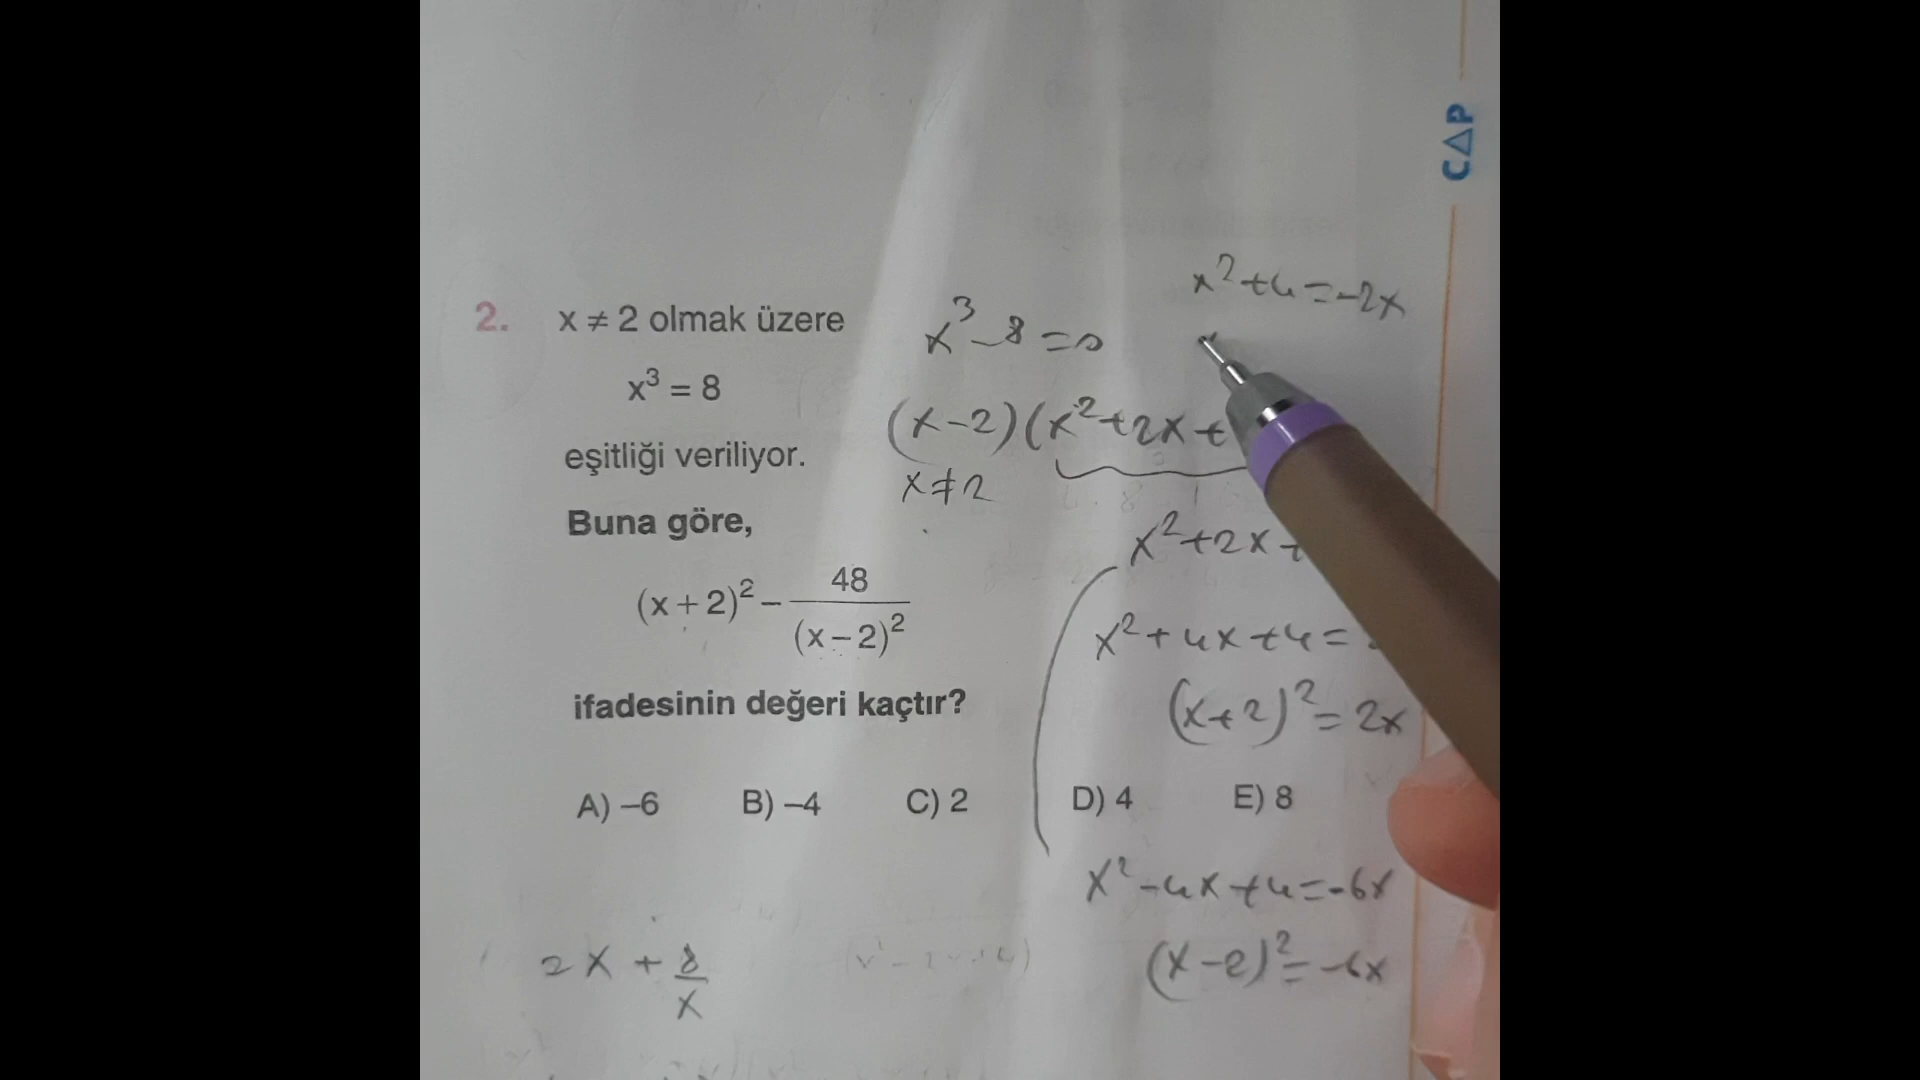 CAP
2. x ≠ 2 olmak üzere
x³ = 8
eşitliği veriliyor.
Buna göre,
(x + 2)² – 48/(x – 2)²
ifadesinin değeri kaçtır?
A) –6 B) –4 C) 2 D) 4 E) 8
x³ - 8 = 0
(x-2)(x²+2x+
x≠2
x²+4=-2x
x²+2x+
x²+4x+4=
(x+2)²=2x
x²-4x+4=-6x
(x-2)²=-6x
2x + 8/x